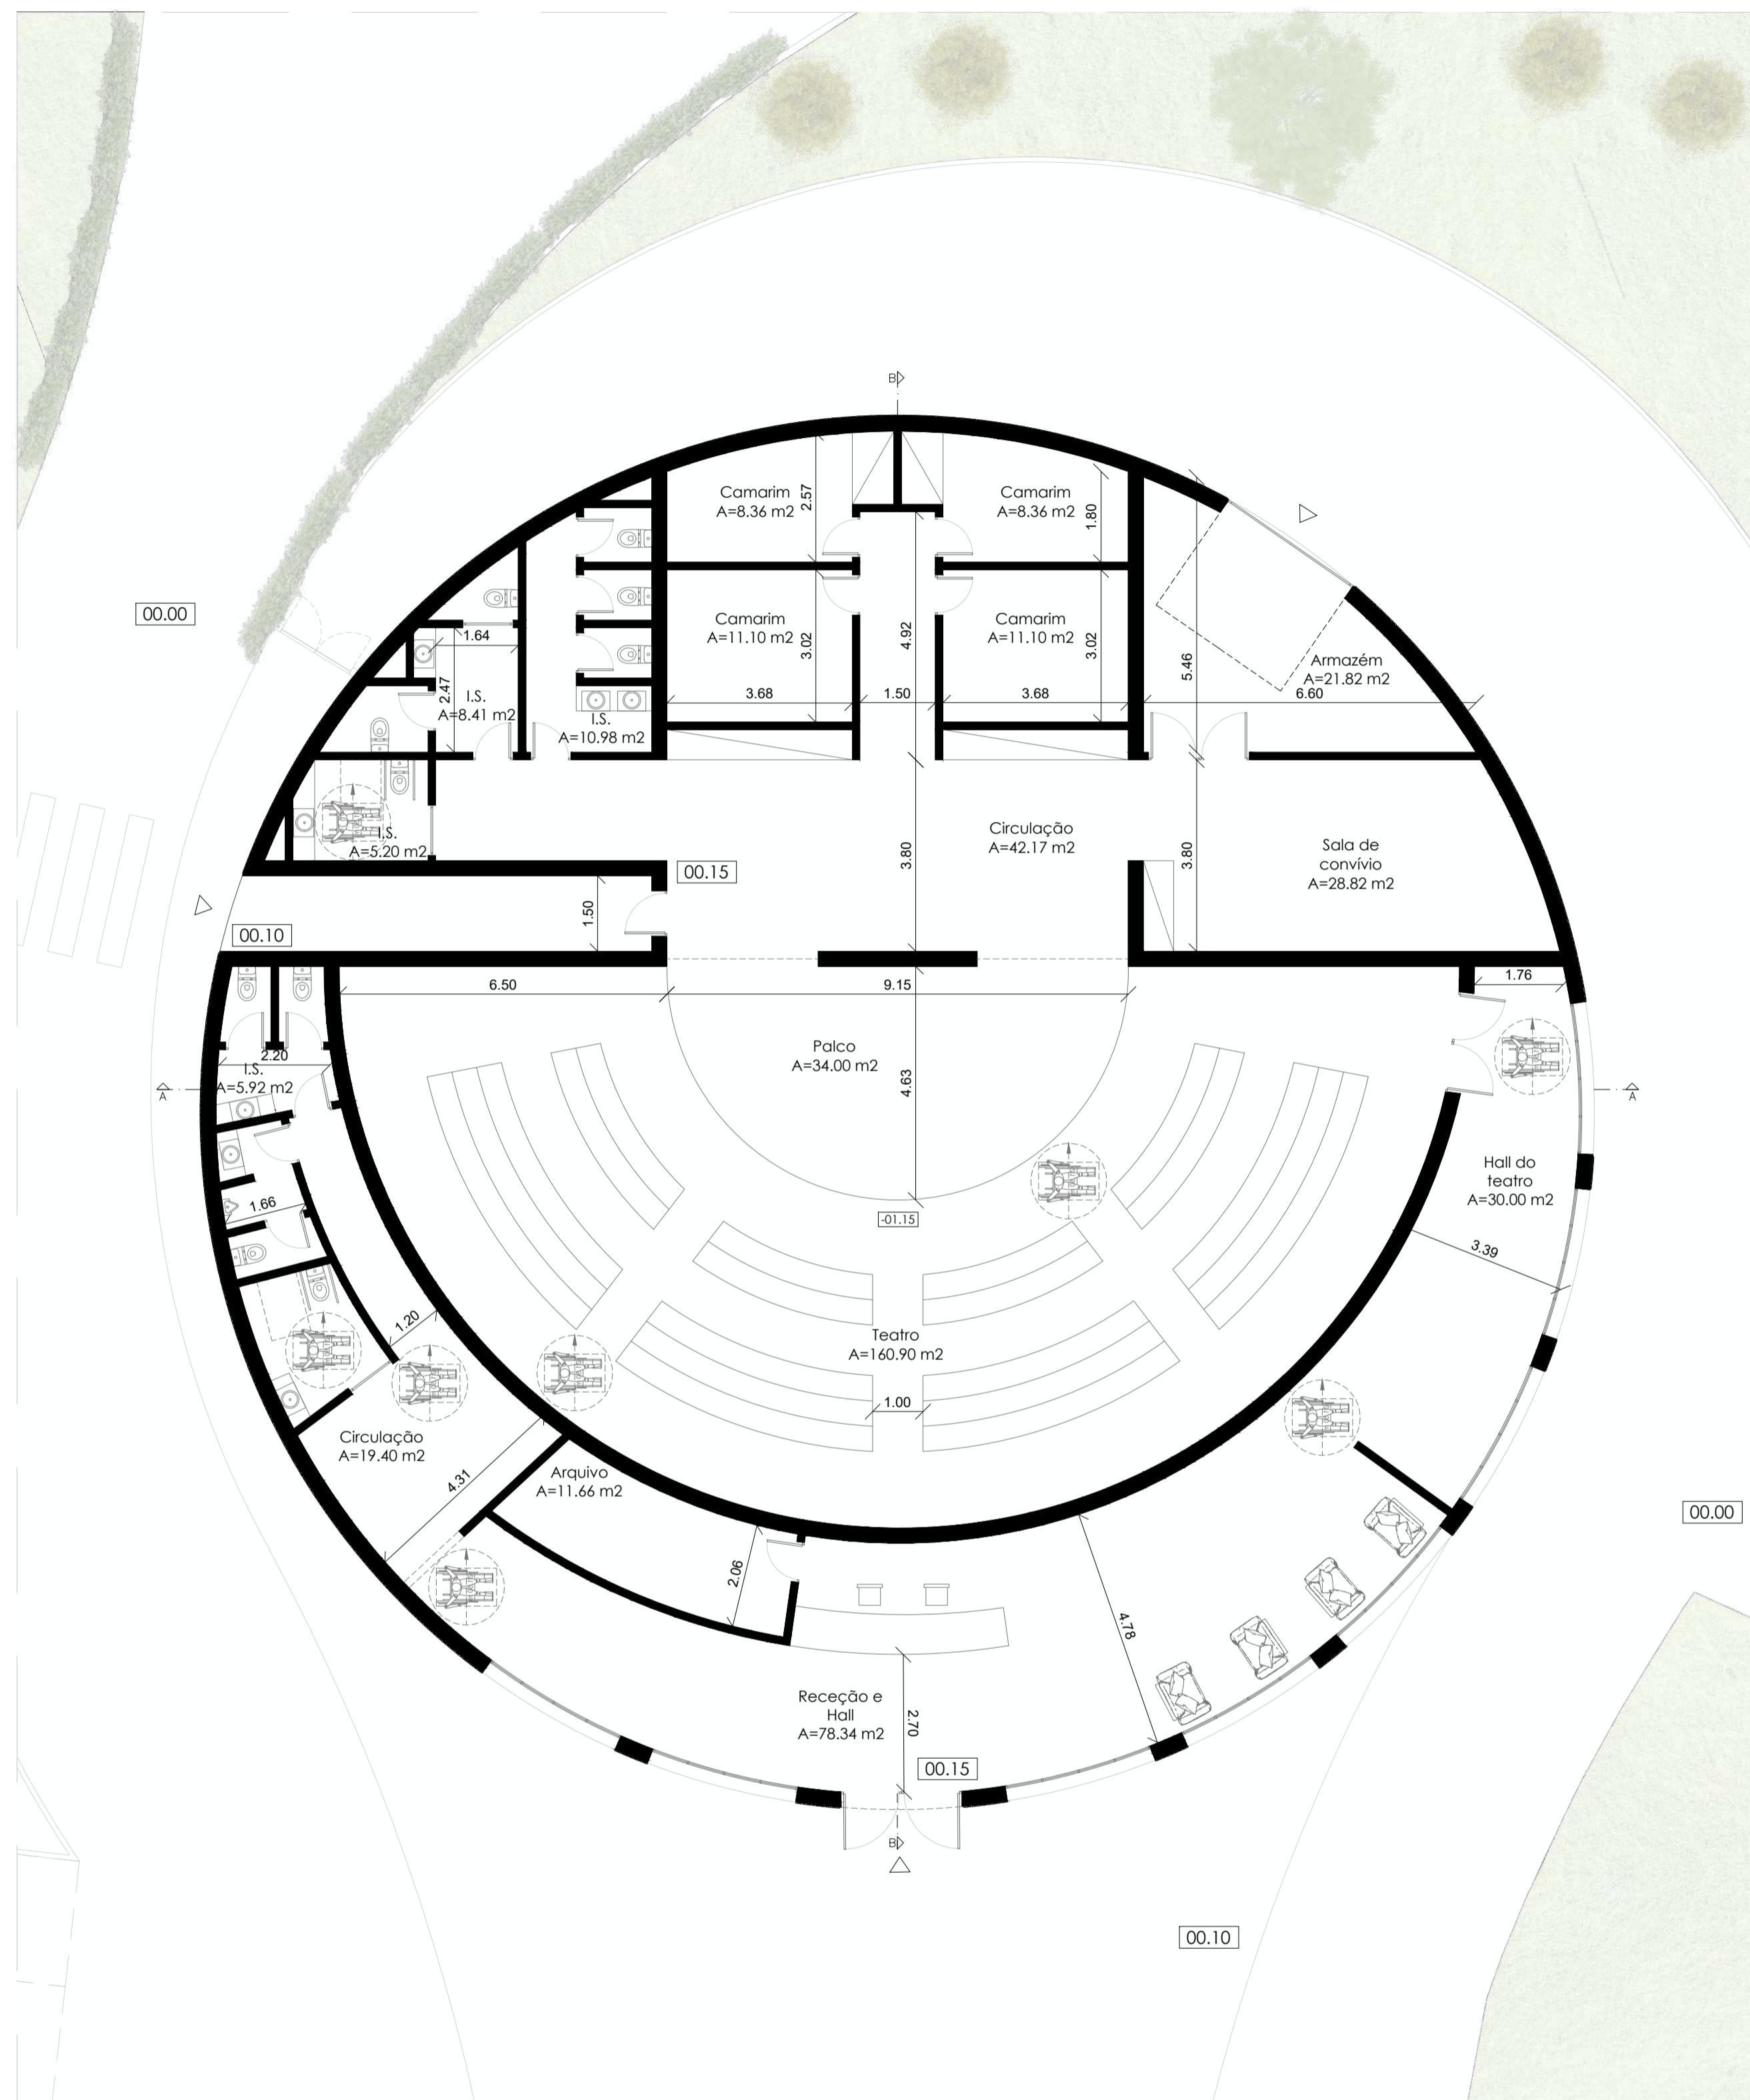 B
Camarim
A=8.36 m2
2.57
Camarim
A=8.36 m2
1.80
00.00
Camarim
A=11.10 m2
3.02
4.92
Camarim
A=11.10 m2
3.02
5.46
Armazém
A=21.82 m2
6.60
1.64
2.47
I.S.
A=8.41 m2
I.S.
A=10.98 m2
3.68
1.50
3.68
I.S.
A=5.20 m2
00.15
3.80
Circulação
A=42.17 m2
3.80
Sala de
convívio
A=28.82 m2
1.50
00.10
6.50
9.15
1.76
2.20
I.S.
A=5.92 m2
A
Palco
A=34.00 m2
4.63
A
1.66
-01.15
Hall do
teatro
A=30.00 m2
3.39
1.20
Teatro
A=160.90 m2
1.00
Circulação
A=19.40 m2
4.31
Arquivo
A=11.66 m2
2.06
00.00
4.78
Receção e
Hall
A=78.34 m2
2.70
00.15
B
00.10